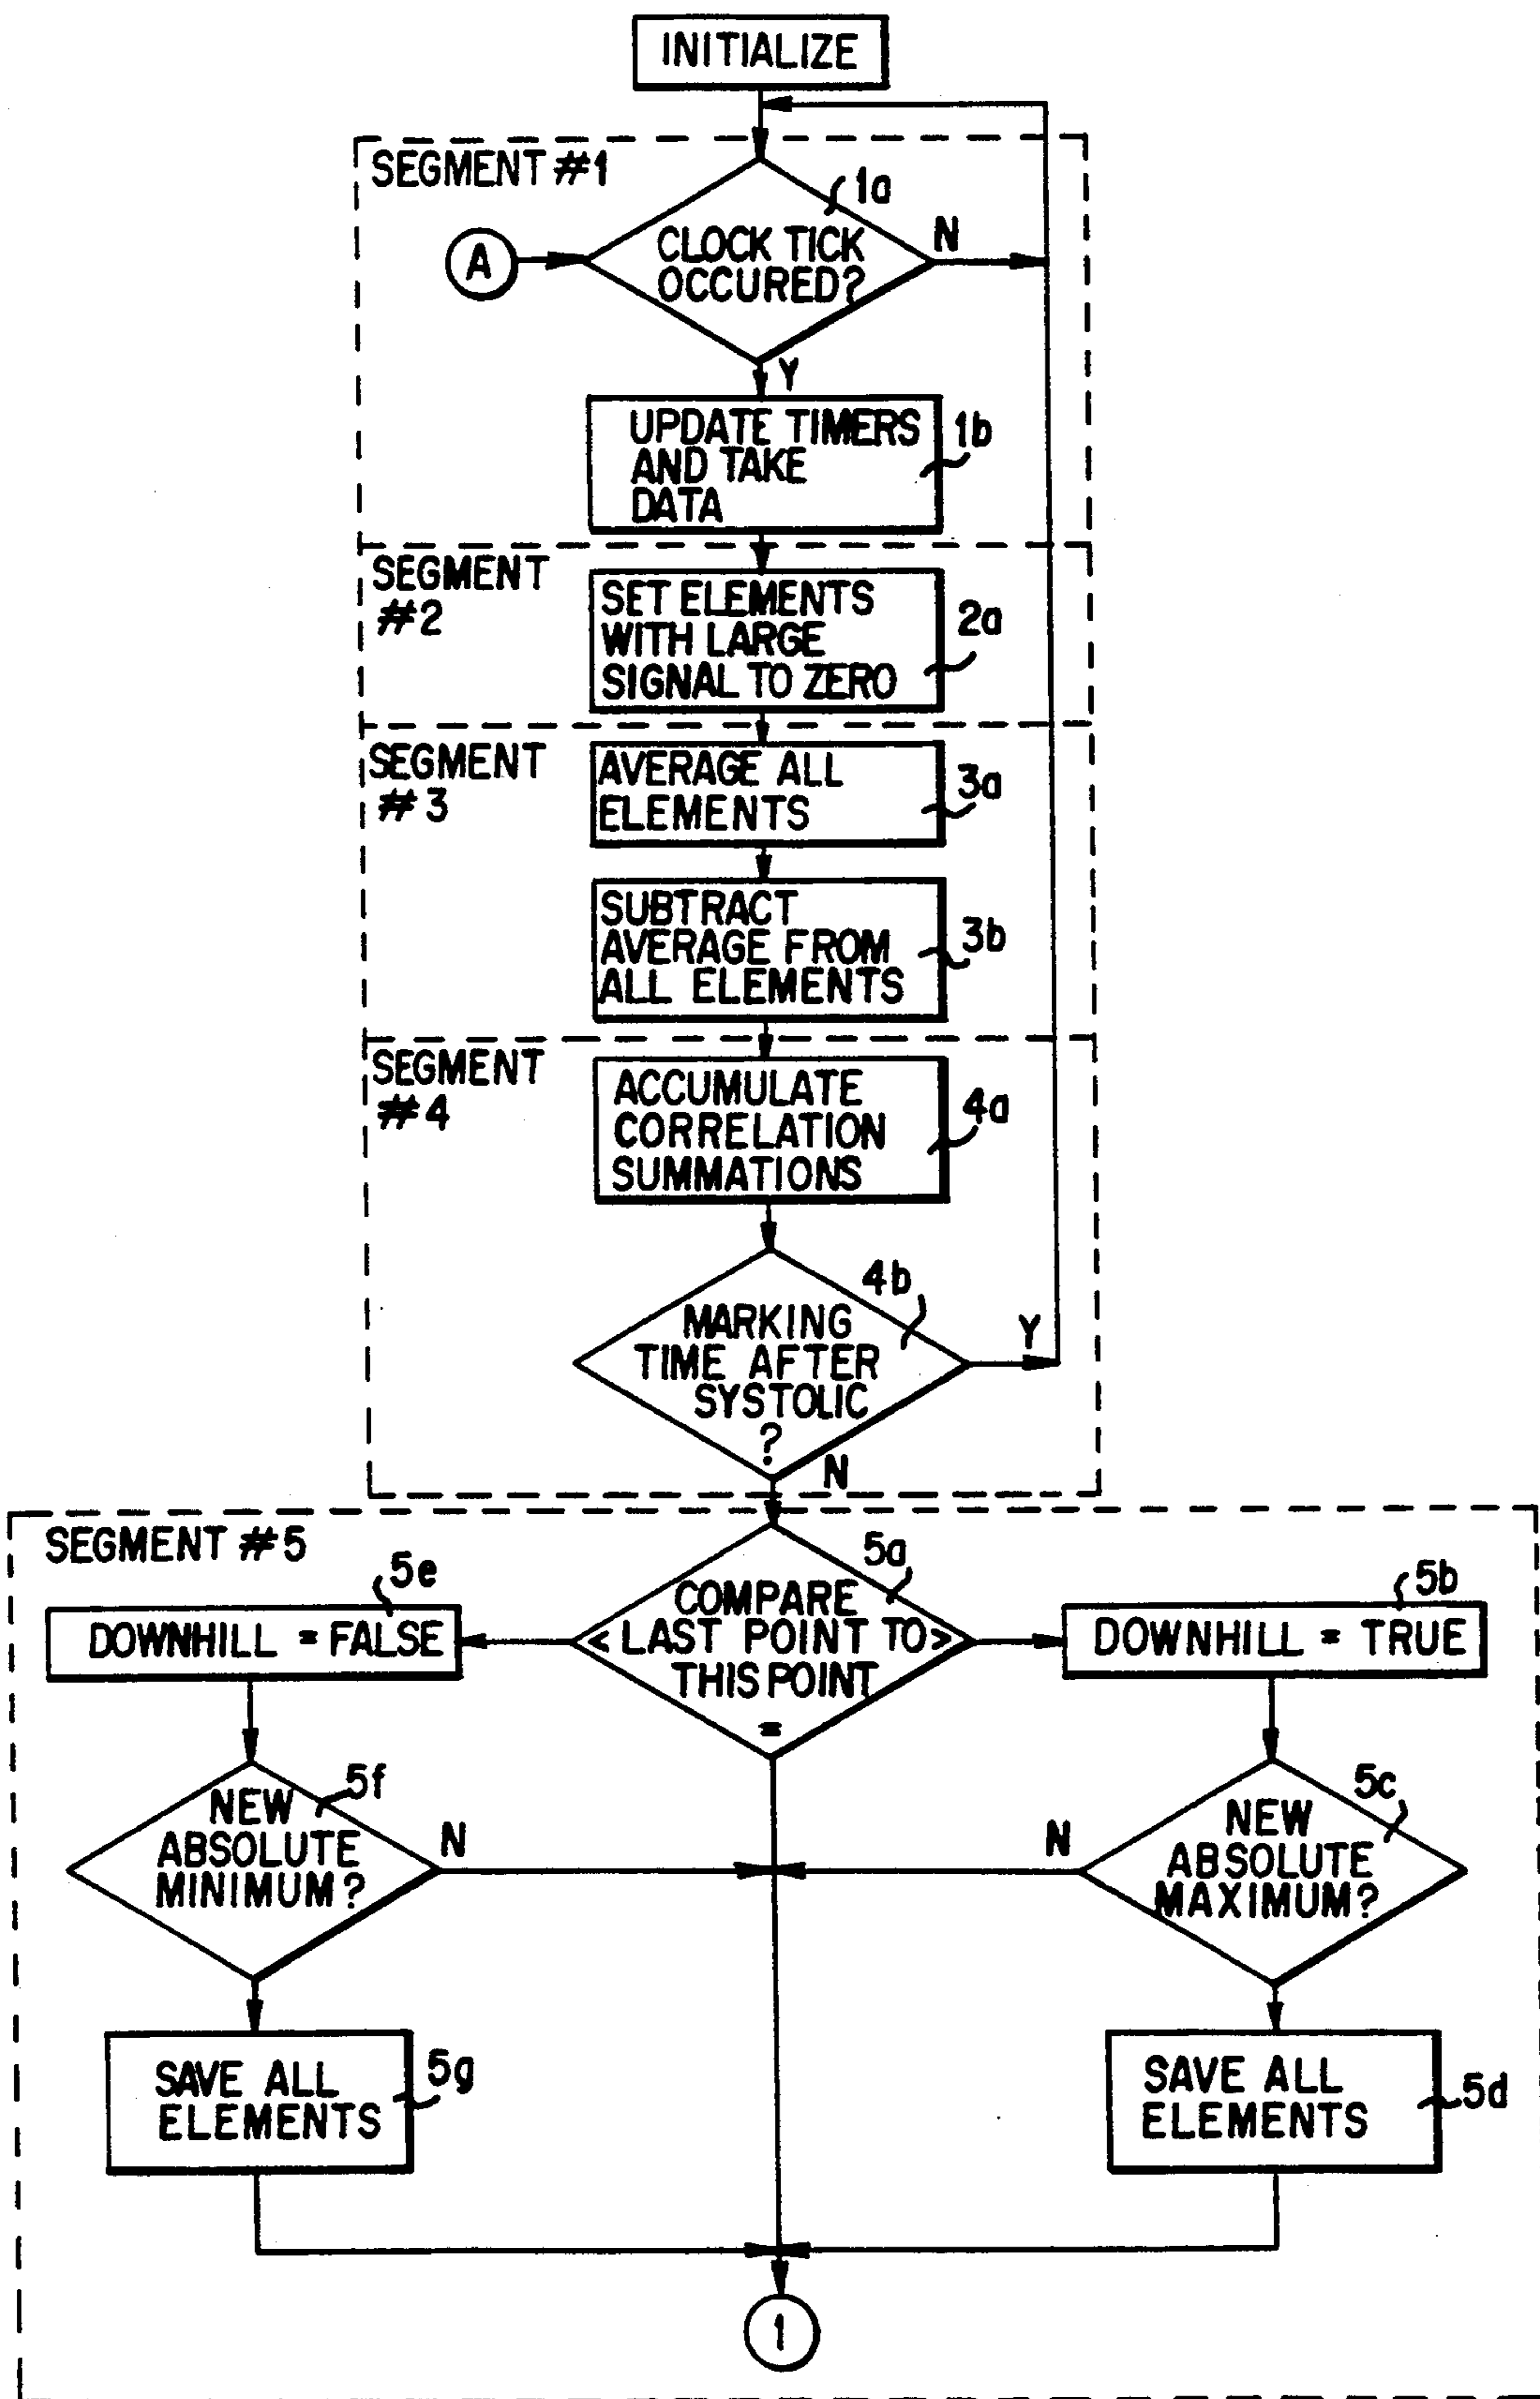 INITIALIZE
SEGMENT #1
1a
A
CLOCK TICK
OCCURED?
N
Y
UPDATE TIMERS
AND TAKE
DATA
1b
SEGMENT
#2
SET ELEMENTS
WITH LARGE
SIGNAL TO ZERO
2a
SEGMENT
#3
AVERAGE ALL
ELEMENTS
3a
SUBTRACT
AVERAGE FROM
ALL ELEMENTS
3b
SEGMENT
#4
ACCUMULATE
CORRELATION
SUMMATIONS
4a
4b
MARKING
TIME AFTER
SYSTOLIC
?
Y
N
SEGMENT #5
5e
DOWNHILL = FALSE
5a
COMPARE
< LAST POINT TO >
THIS POINT
=
5b
DOWNHILL = TRUE
5f
NEW
ABSOLUTE
MINIMUM?
N
5c
NEW
ABSOLUTE
MAXIMUM?
N
SAVE ALL
ELEMENTS
5g
SAVE ALL
ELEMENTS
5d
1